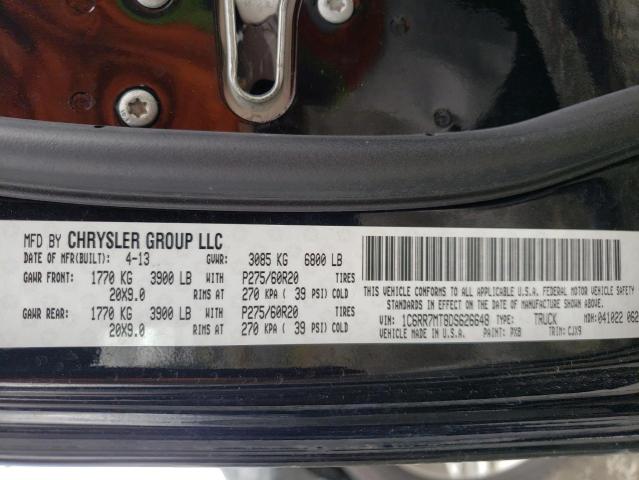 MFD BY CHRYSLER GROUP LLC
DATE OF MFR(BUILT): 4-13 GVWR: 3085 KG 6800 LB
GAWR FRONT: 1770 KG 3900 LB WITH P275/60R20 TIRES
20X9.0 RIMS AT 270 KPA ( 39 PSI) COLD
GAWR REAR: 1770 KG 3900 LB WITH P275/60R20 TIRES
20X9.0 RIMS AT 270 KPA ( 39 PSI) COLD
THIS VEHICLE CONFORMS TO ALL APPLICABLE U.S.A. FEDERAL MOTOR VEHICLE SAFETY
STANDARDS IN EFFECT ON THE DATE OF MANUFACTURE SHOWN ABOVE.
VIN: 1C6RR7MT8DS626648 TYPE: TRUCK MDH: 041022 062
VEHICLE MADE IN U.S.A. PAINT: PXB TRIM: CJX9